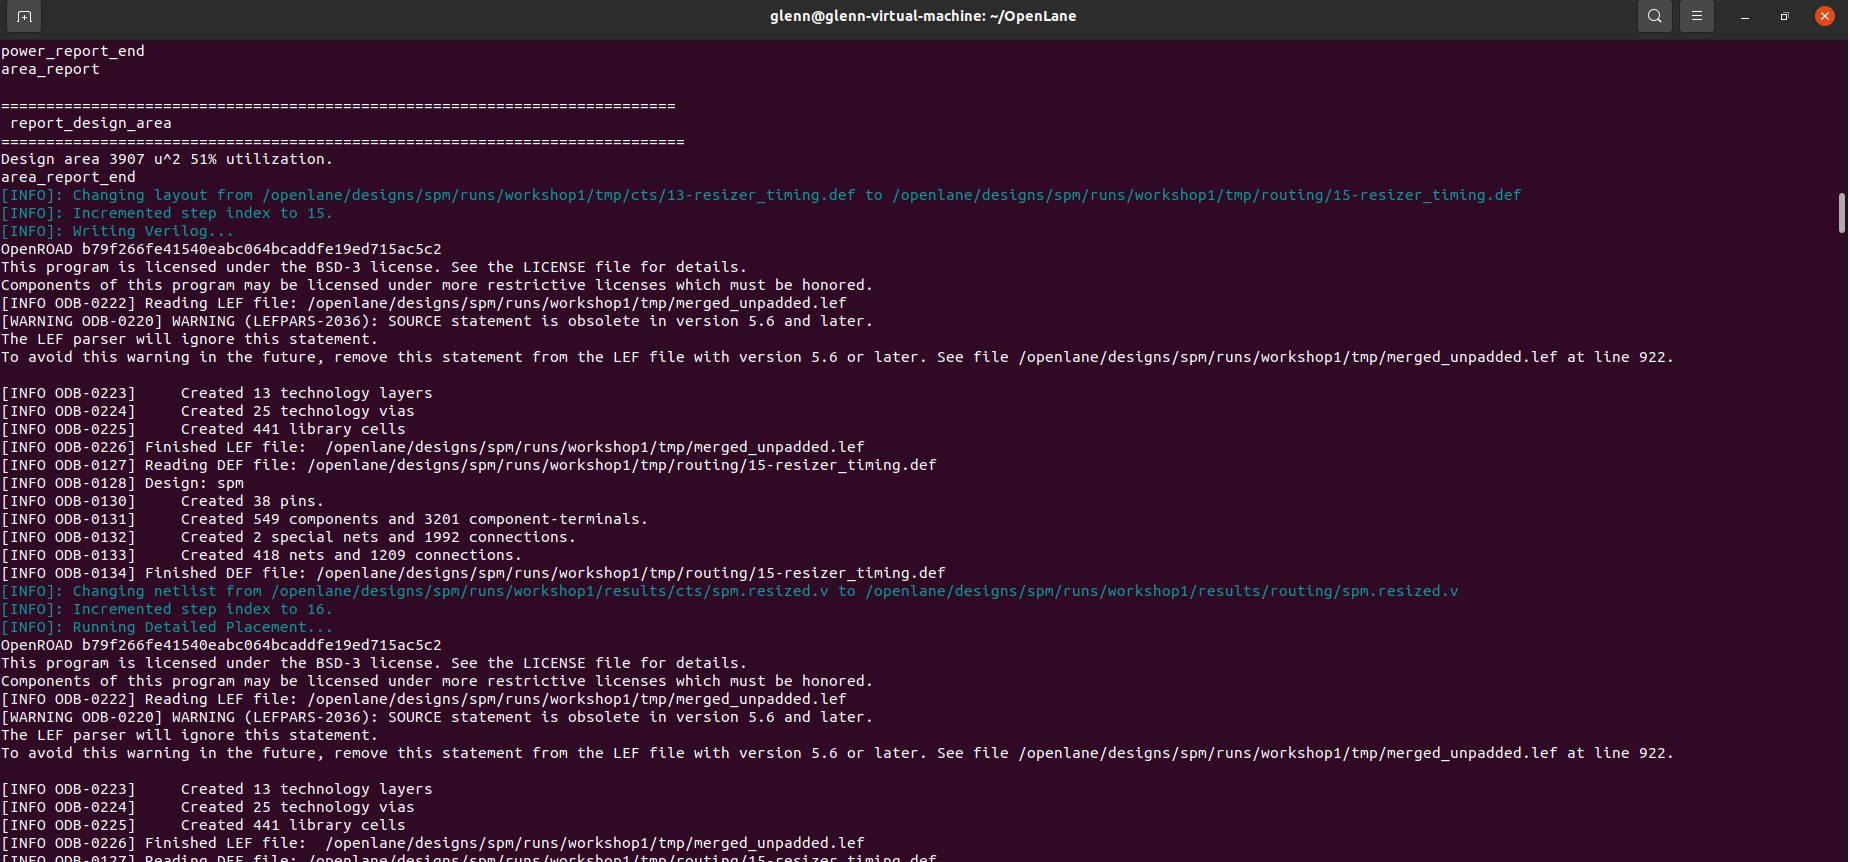 glenn@glenn-virtual-machine: ~/OpenLane
power_report_end
area_report
===========================================================================
 report_design_area
============================================================================
Design area 3907 u^2 51% utilization.
area_report_end
[INFO]: Changing layout from /openlane/designs/spm/runs/workshop1/tmp/cts/13-resizer_timing.def to /openlane/designs/spm/runs/workshop1/tmp/routing/15-resizer_timing.def
[INFO]: Incremented step index to 15.
[INFO]: Writing Verilog...
OpenROAD b79f266fe41540eabc064bcaddfe19ed715ac5c2
This program is licensed under the BSD-3 license. See the LICENSE file for details.
Components of this program may be licensed under more restrictive licenses which must be honored.
[INFO ODB-0222] Reading LEF file: /openlane/designs/spm/runs/workshop1/tmp/merged_unpadded.lef
[WARNING ODB-0220] WARNING (LEFPARS-2036): SOURCE statement is obsolete in version 5.6 and later.
The LEF parser will ignore this statement.
To avoid this warning in the future, remove this statement from the LEF file with version 5.6 or later. See file /openlane/designs/spm/runs/workshop1/tmp/merged_unpadded.lef at line 922.
[INFO ODB-0223]     Created 13 technology layers
[INFO ODB-0224]     Created 25 technology vias
[INFO ODB-0225]     Created 441 library cells
[INFO ODB-0226] Finished LEF file:  /openlane/designs/spm/runs/workshop1/tmp/merged_unpadded.lef
[INFO ODB-0127] Reading DEF file: /openlane/designs/spm/runs/workshop1/tmp/routing/15-resizer_timing.def
[INFO ODB-0128] Design: spm
[INFO ODB-0130]     Created 38 pins.
[INFO ODB-0131]     Created 549 components and 3201 component-terminals.
[INFO ODB-0132]     Created 2 special nets and 1992 connections.
[INFO ODB-0133]     Created 418 nets and 1209 connections.
[INFO ODB-0134] Finished DEF file: /openlane/designs/spm/runs/workshop1/tmp/routing/15-resizer_timing.def
[INFO]: Changing netlist from /openlane/designs/spm/runs/workshop1/results/cts/spm.resized.v to /openlane/designs/spm/runs/workshop1/results/routing/spm.resized.v
[INFO]: Incremented step index to 16.
[INFO]: Running Detailed Placement...
OpenROAD b79f266fe41540eabc064bcaddfe19ed715ac5c2
This program is licensed under the BSD-3 license. See the LICENSE file for details.
Components of this program may be licensed under more restrictive licenses which must be honored.
[INFO ODB-0222] Reading LEF file: /openlane/designs/spm/runs/workshop1/tmp/merged_unpadded.lef
[WARNING ODB-0220] WARNING (LEFPARS-2036): SOURCE statement is obsolete in version 5.6 and later.
The LEF parser will ignore this statement.
To avoid this warning in the future, remove this statement from the LEF file with version 5.6 or later. See file /openlane/designs/spm/runs/workshop1/tmp/merged_unpadded.lef at line 922.
[INFO ODB-0223]     Created 13 technology layers
[INFO ODB-0224]     Created 25 technology vias
[INFO ODB-0225]     Created 441 library cells
[INFO ODB-0226] Finished LEF file:  /openlane/designs/spm/runs/workshop1/tmp/merged_unpadded.lef
[INFO ODB-0127] Reading DEF file: /openlane/designs/spm/runs/workshop1/tmp/routing/15-resizer_timing.def